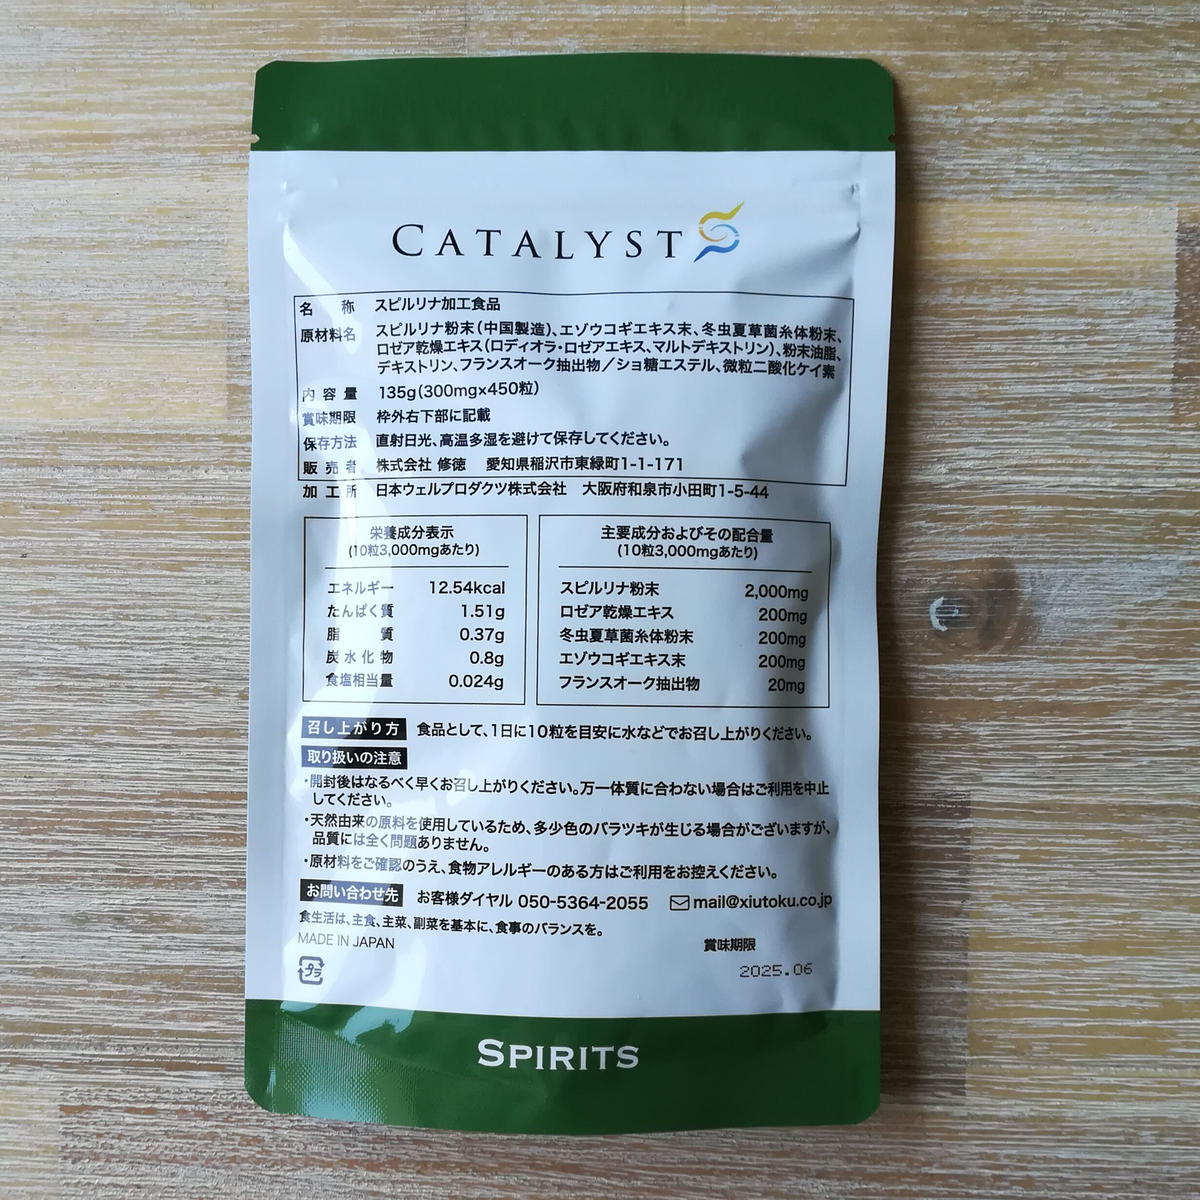 CATALYST
名称 スピルリナ加工食品
原材料名 スピルリナ粉末(中国製造)、エゾウコギエキス末、冬虫夏草菌糸体粉末、
ロゼア乾燥エキス(ロディオラ・ロゼアエキス、マルトデキストリン)、粉末油脂、
デキストリン、フランスオーク抽出物/ショ糖エステル、微粒二酸化ケイ素
内容量 135g(300mg×450粒)
賞味期限 枠外右下部に記載
保存方法 直射日光、高温多湿を避けて保存してください。
販売者 株式会社 修徳 愛知県稲沢市東緑町1-1-171
加工所 日本ウェルプロダクツ株式会社 大阪府和泉市小田町1-5-44
栄養成分表示
(10粒3,000mgあたり)
エネルギー 12.54kcal
たんぱく質 1.51g
脂質 0.37g
炭水化物 0.8g
食塩相当量 0.024g
主要成分およびその配合量
(10粒3,000mgあたり)
スピルリナ粉末 2,000mg
ロゼア乾燥エキス 200mg
冬虫夏草菌糸体粉末 200mg
エゾウコギエキス末 200mg
フランスオーク抽出物 20mg
召し上がり方 食品として、1日に10粒を目安に水などでお召し上がりください。
取り扱いの注意
・開封後はなるべく早くお召し上がりください。万一体質に合わない場合はご利用を中止
してください。
・天然由来の原料を使用しているため、多少色のバラツキが生じる場合がございますが、
品質には全く問題ありません。
・原材料をご確認のうえ、食物アレルギーのある方はご利用をお控えください。
お問い合わせ先 お客様ダイヤル 050-5364-2055 mail@xiutoku.co.jp
食生活は、主食、主菜、副菜を基本に、食事のバランスを。
MADE IN JAPAN
賞味期限
2025.06
プラ
SPIRITS